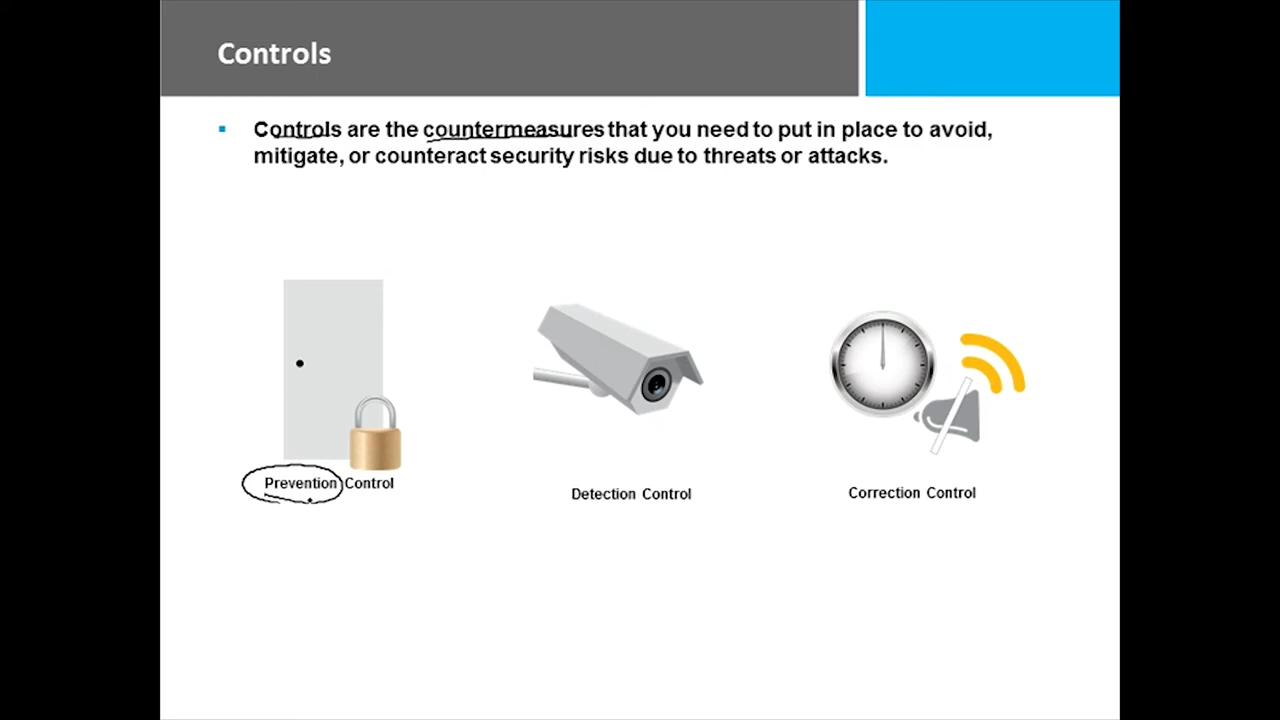 Controls
Controls are the countermeasures that you need to put in place to avoid,
mitigate, or counteract security risks due to threats or attacks.
Prevention Control
Detection Control
Correction Control